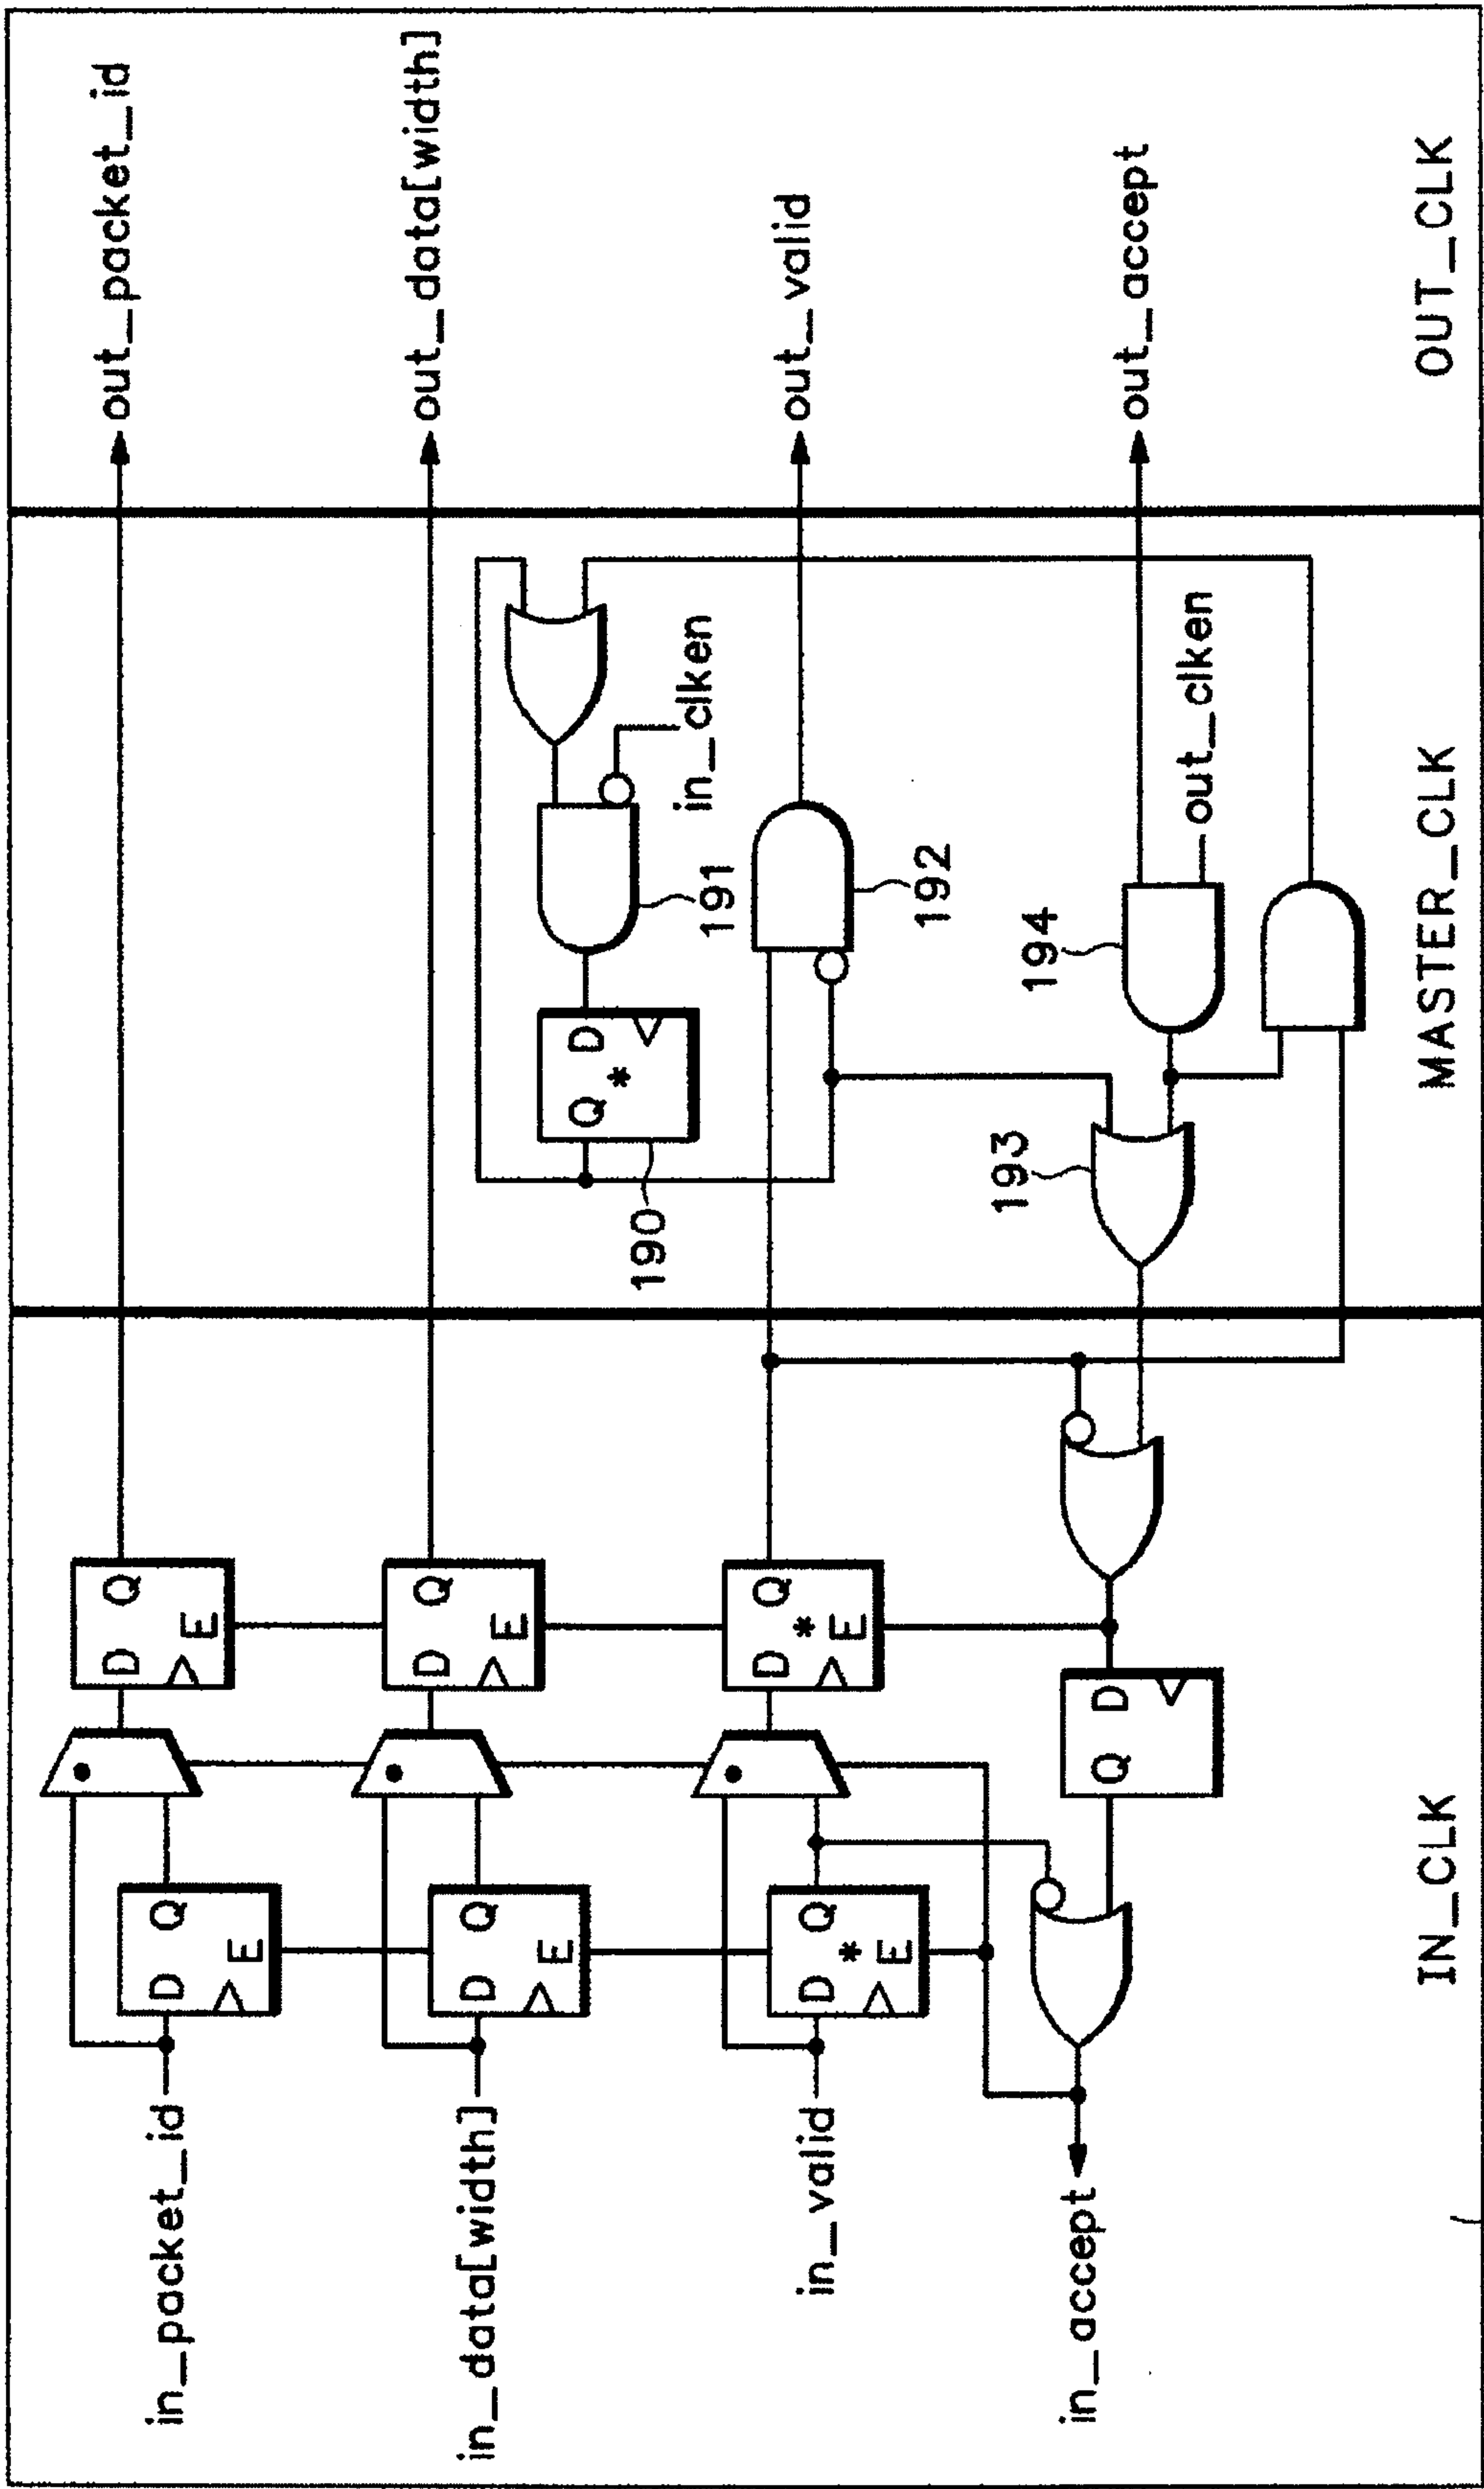 in_packet_id
D Q
E
D Q
E
out_packet_id
in_data[width]
D Q
E
D Q
E
out_data[width]
in_valid
D Q
*
E
D Q
*
E
190
Q D
*
191
in_clken
192
out_valid
in_accept
Q D
193
194
out_clken
out_accept
IN_CLK
MASTER_CLK
OUT_CLK